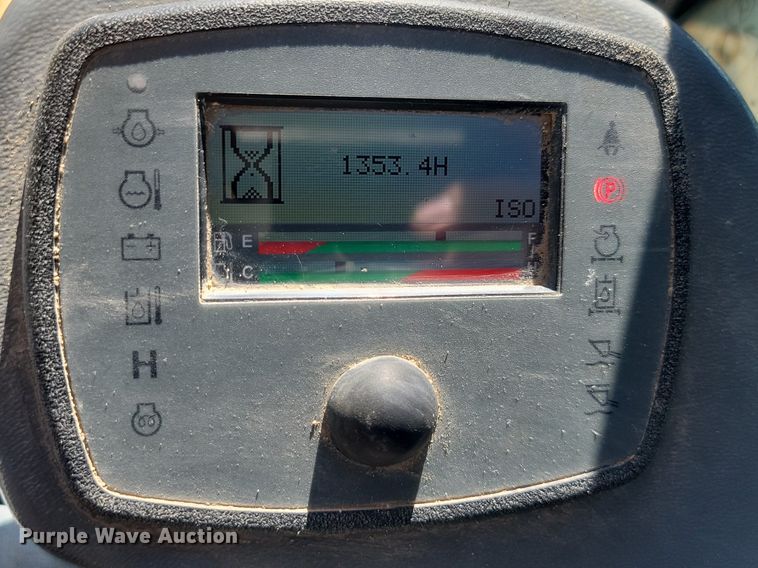 1353.4H
ISO
E F
C H
P
H
Purple Wave Auction